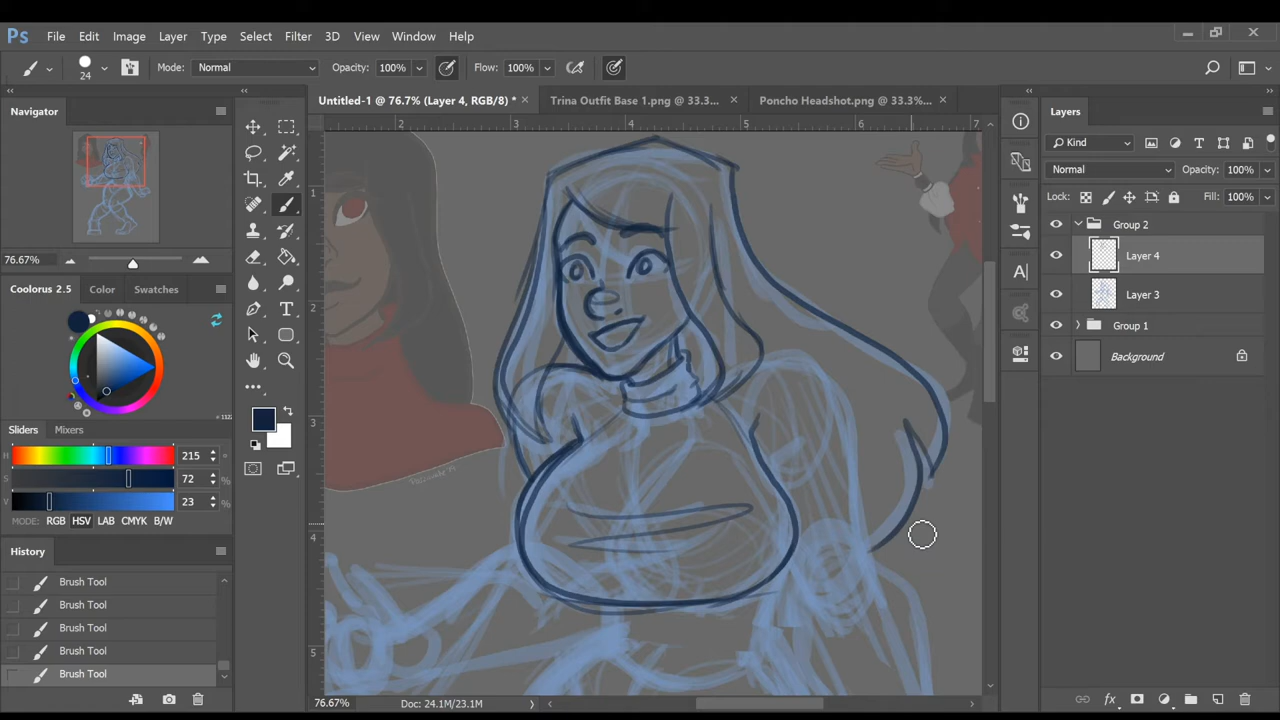 Ps File Edit Image Layer Type Select Filter 3D View Window Help
24 Mode: Normal Opacity: 100% Flow: 100%
Navigator
Untitled-1 @ 76.7% (Layer 4, RGB/8) * × Trina Outfit Base 1.png @ 33.3... × Poncho Headshot.png @ 33.3%... ×
Layers
2 3 4 5 6 7
1
2
3
4
5
Kind
Normal Opacity: 100%
Lock: Fill: 100%
Group 2
Layer 4
Layer 3
Group 1
Background
76.67%
Coolorus 2.5 Color Swatches
Sliders Mixers
H 215 °
S 72 %
V 23 %
MODE: RGB HSV LAB CMYK B/W
History
Brush Tool
Brush Tool
Brush Tool
Brush Tool
Brush Tool
76.67% Doc: 24.1M/23.1M